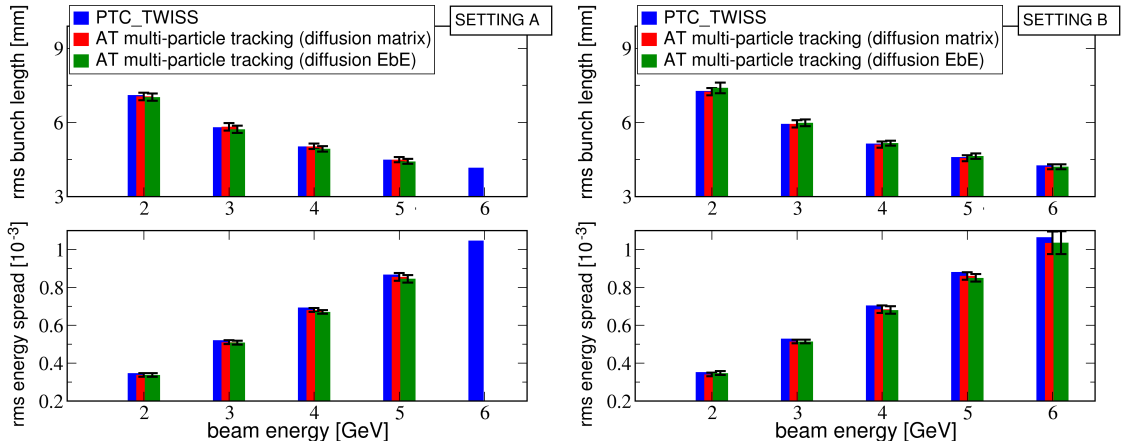 PTC_TWISS
AT multi-particle tracking (diffusion matrix)
AT multi-particle tracking (diffusion EbE)
SETTING A
rms bunch length [mm]
9
6
3
2 3 4 5 6
rms energy spread [10⁻³]
1
0.8
0.6
0.4
0.2
2 3 4 5 6
beam energy [GeV]
PTC_TWISS
AT multi-particle tracking (diffusion matrix)
AT multi-particle tracking (diffusion EbE)
SETTING B
rms bunch length [mm]
9
6
3
2 3 4 5 6
rms energy spread [10⁻³]
1
0.8
0.6
0.4
0.2
2 3 4 5 6
beam energy [GeV]